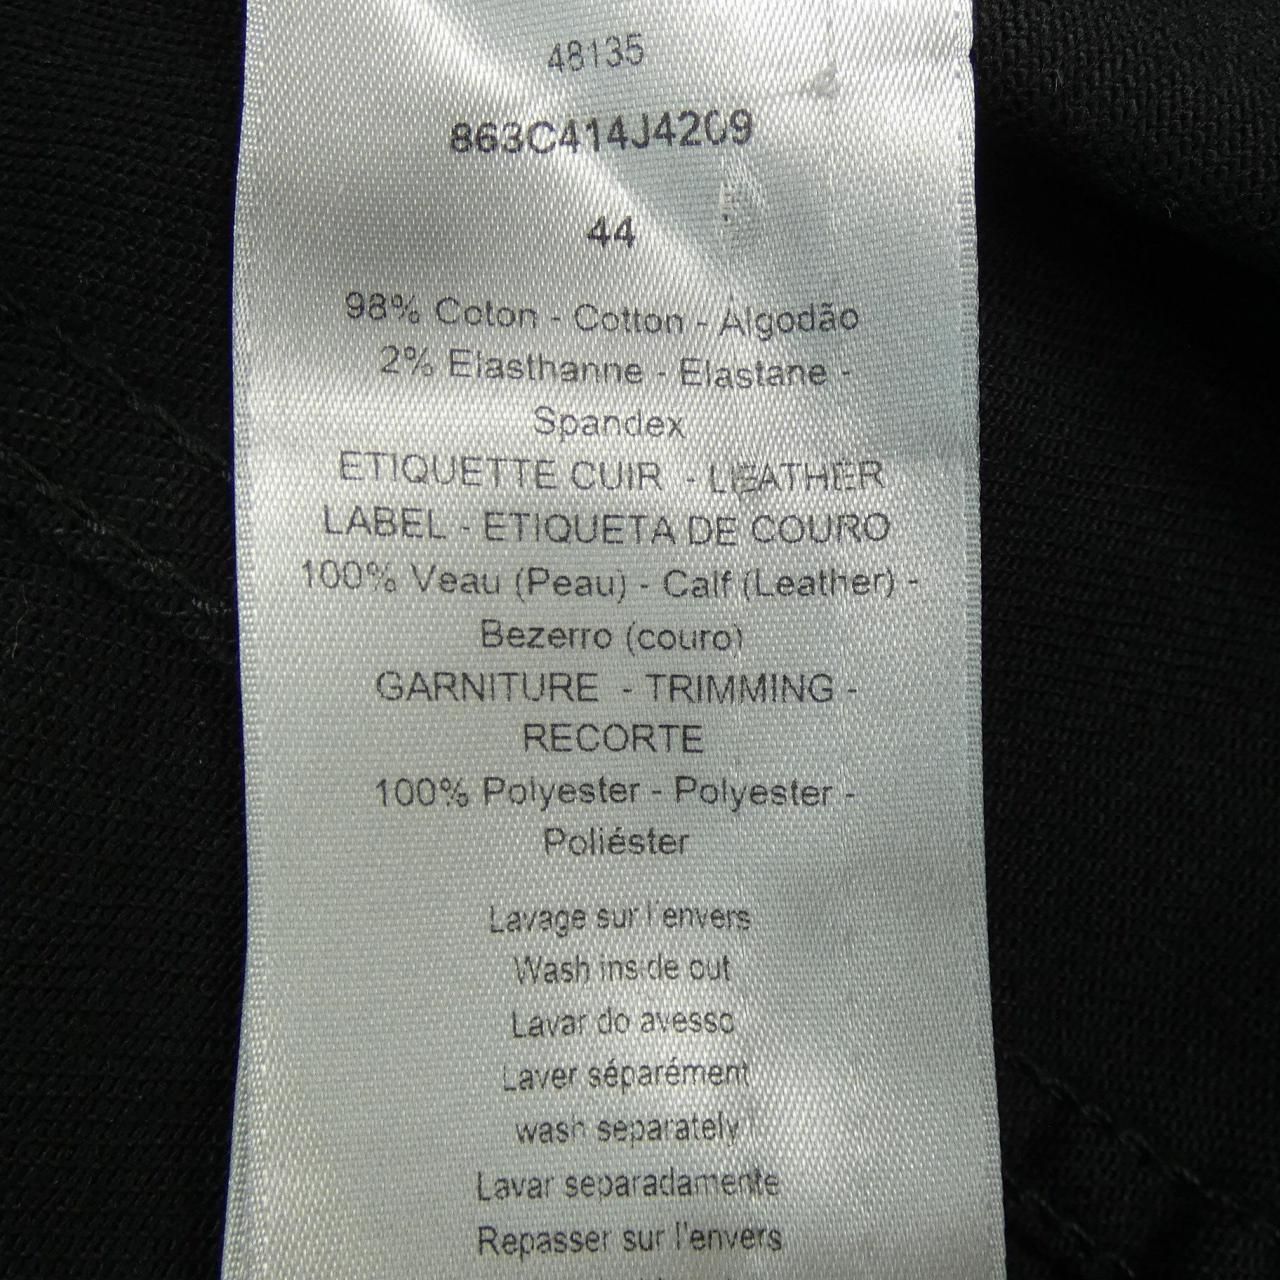 48135
863C414J4209
44
98% Coton - Cotton - Algodão
2% Elasthanne - Elastane -
Spandex
ETIQUETTE CUIR - LEATHER
LABEL - ETIQUETA DE COURO
100% Veau (Peau) - Calf (Leather) -
Bezerro (couro)
GARNITURE - TRIMMING -
RECORTE
100% Polyester - Polyester -
Poliéster
Lavage sur l'envers
Wash inside out
Lavar do avesso
Laver séparément
wash separately
Lavar separadamente
Repasser sur l'envers